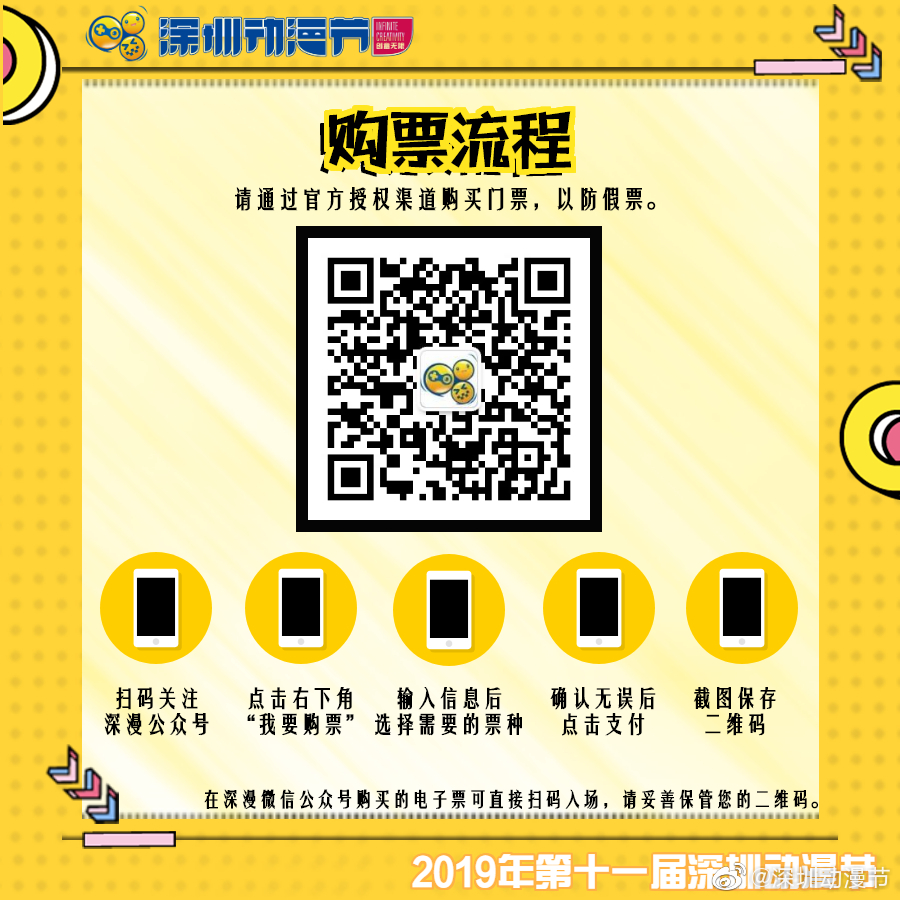 深圳动漫节
INFINITE
CREATIVITY
创意无限
购票流程
请通过官方授权渠道购买门票，以防假票。
扫码关注
深漫公众号
点击右下角
“我要购票”
输入信息后
选择需要的票种
确认无误后
点击支付
截图保存
二维码
在深漫微信公众号购买的电子票可直接扫码入场，请妥善保管您的二维码。
2019年第十一届深圳动漫节
@深圳动漫节